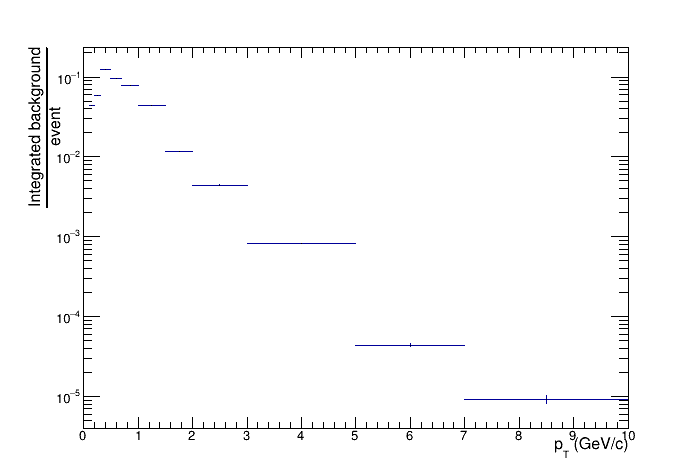 Integrated background
event
10⁻¹
10⁻²
10⁻³
10⁻⁴
10⁻⁵
0 1 2 3 4 5 6 7 8 9 10
p_T (GeV/c)